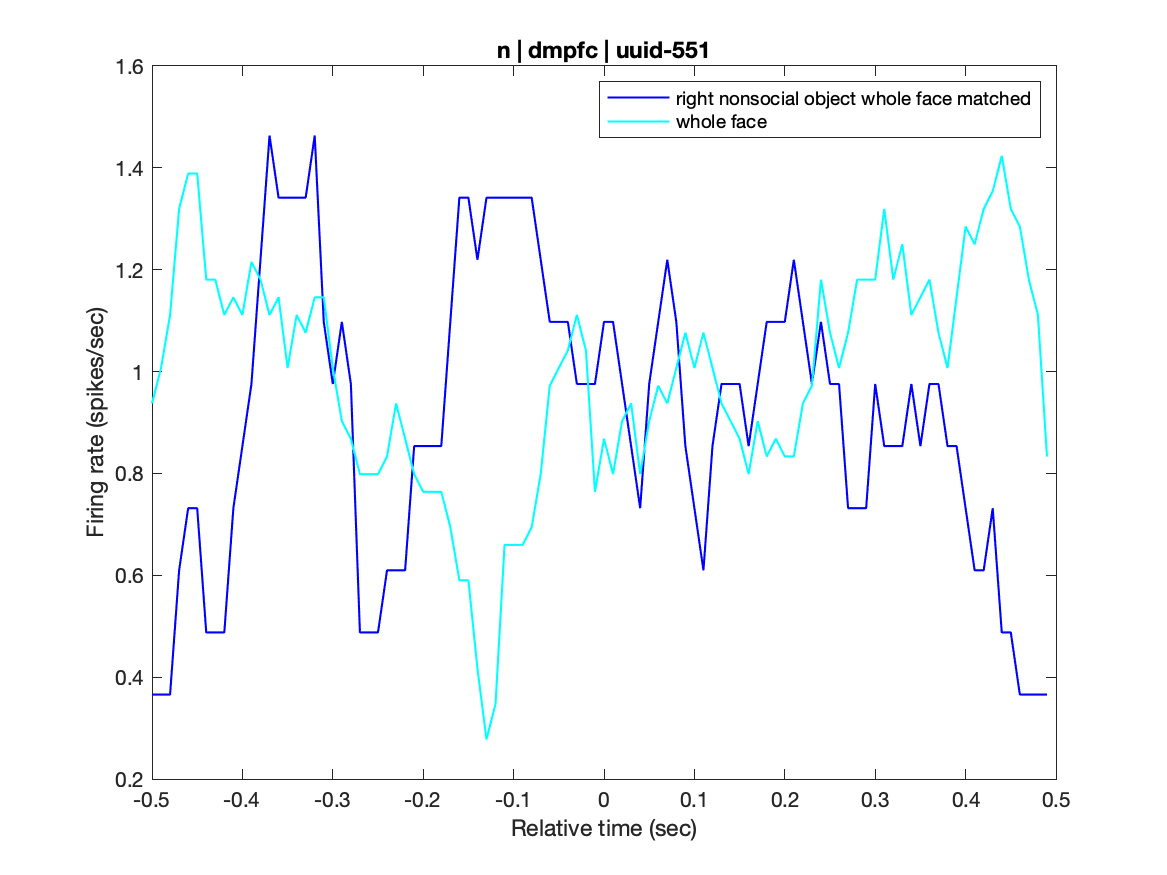 n | dmpfc | uuid-551
right nonsocial object whole face matched
whole face
1.6
1.4
1.2
1
0.8
0.6
0.4
0.2
Firing rate (spikes/sec)
-0.5 -0.4 -0.3 -0.2 -0.1 0 0.1 0.2 0.3 0.4 0.5
Relative time (sec)